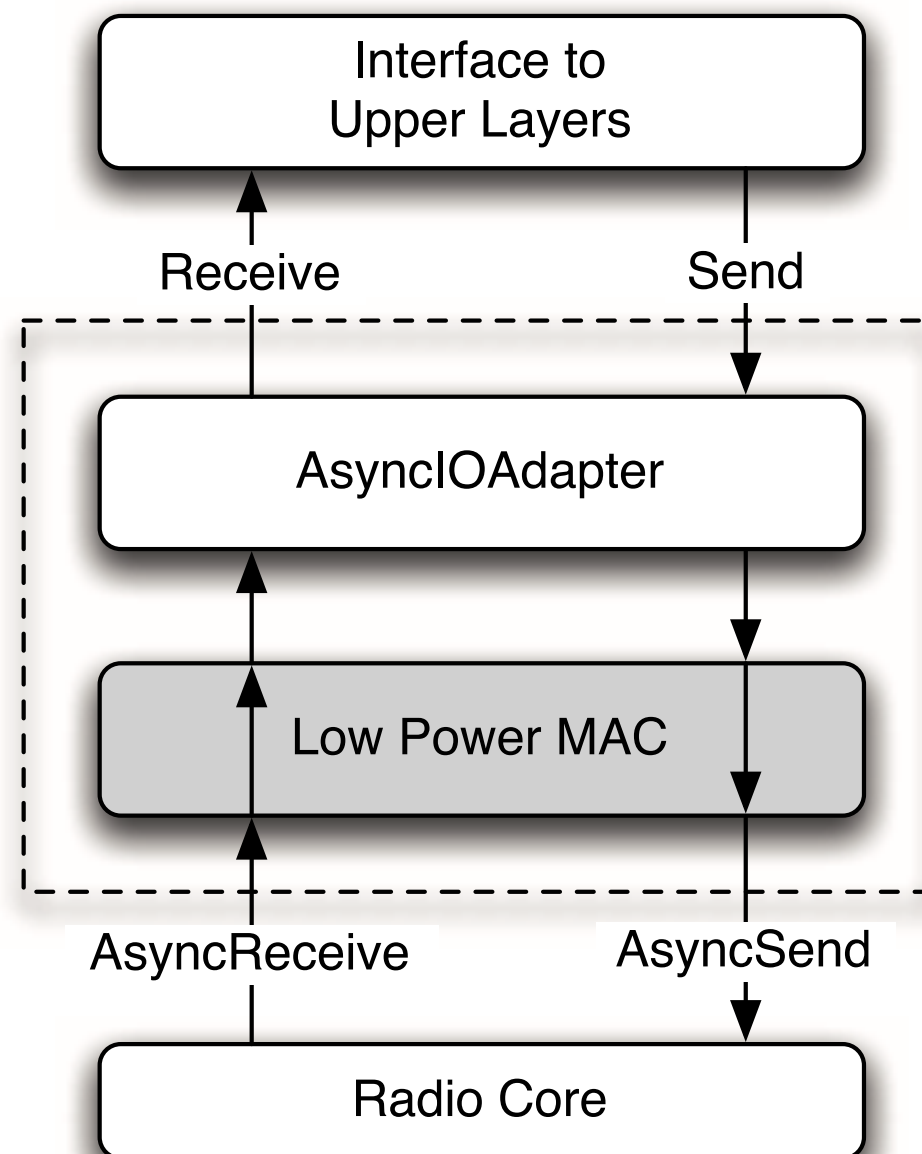 Interface to
Upper Layers
Receive
Send
AsyncIOAdapter
Low Power MAC
AsyncReceive
AsyncSend
Radio Core